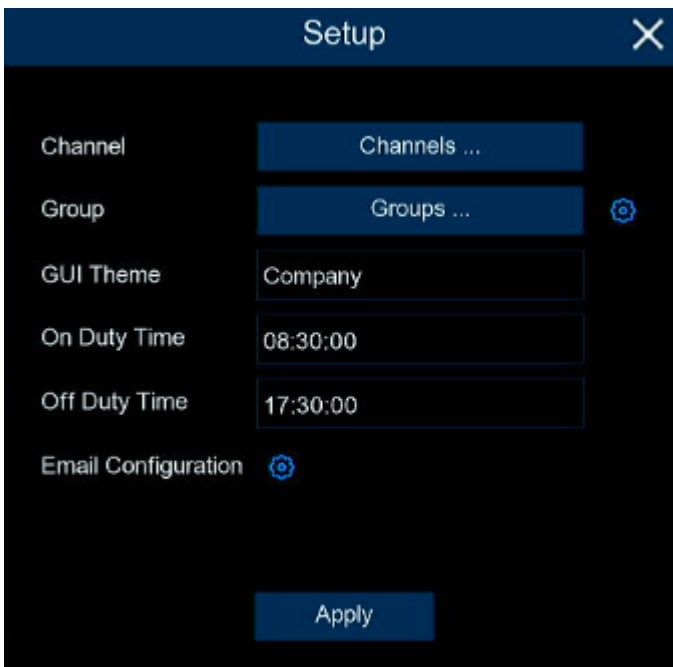 Setup
Channel Channels ...
Group Groups ...
GUI Theme Company
On Duty Time 08:30:00
Off Duty Time 17:30:00
Email Configuration
Apply